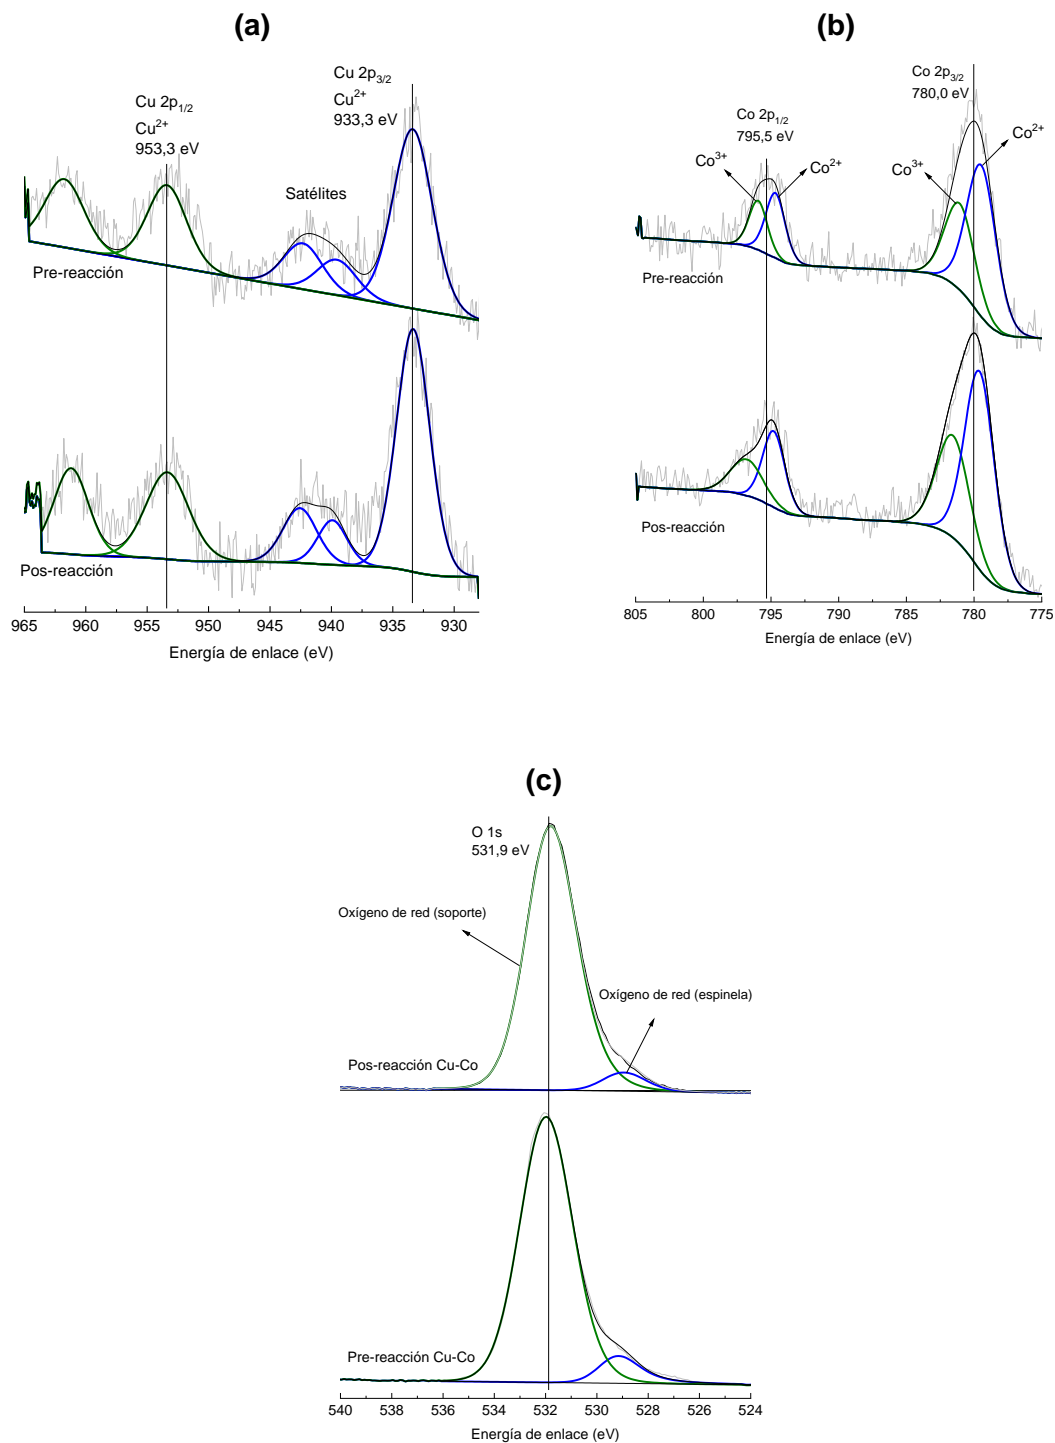 (a)
Cu 2p1/2
Cu2+
953,3 eV
Cu 2p3/2
Cu2+
933,3 eV
Satélites
Pre-reacción
Pos-reacción
965 960 955 950 945 940 935 930
Energía de enlace (eV)
(b)
Co 2p3/2
780,0 eV
Co 2p1/2
795,5 eV
Co3+
Co2+
Co3+
Co2+
Pre-reacción
Pos-reacción
805 800 795 790 785 780 775
Energía de enlace (eV)
(c)
O 1s
531,9 eV
Oxígeno de red (soporte)
Oxígeno de red (espinela)
Pos-reacción Cu-Co
Pre-reacción Cu-Co
540 538 536 534 532 530 528 526 524
Energía de enlace (eV)